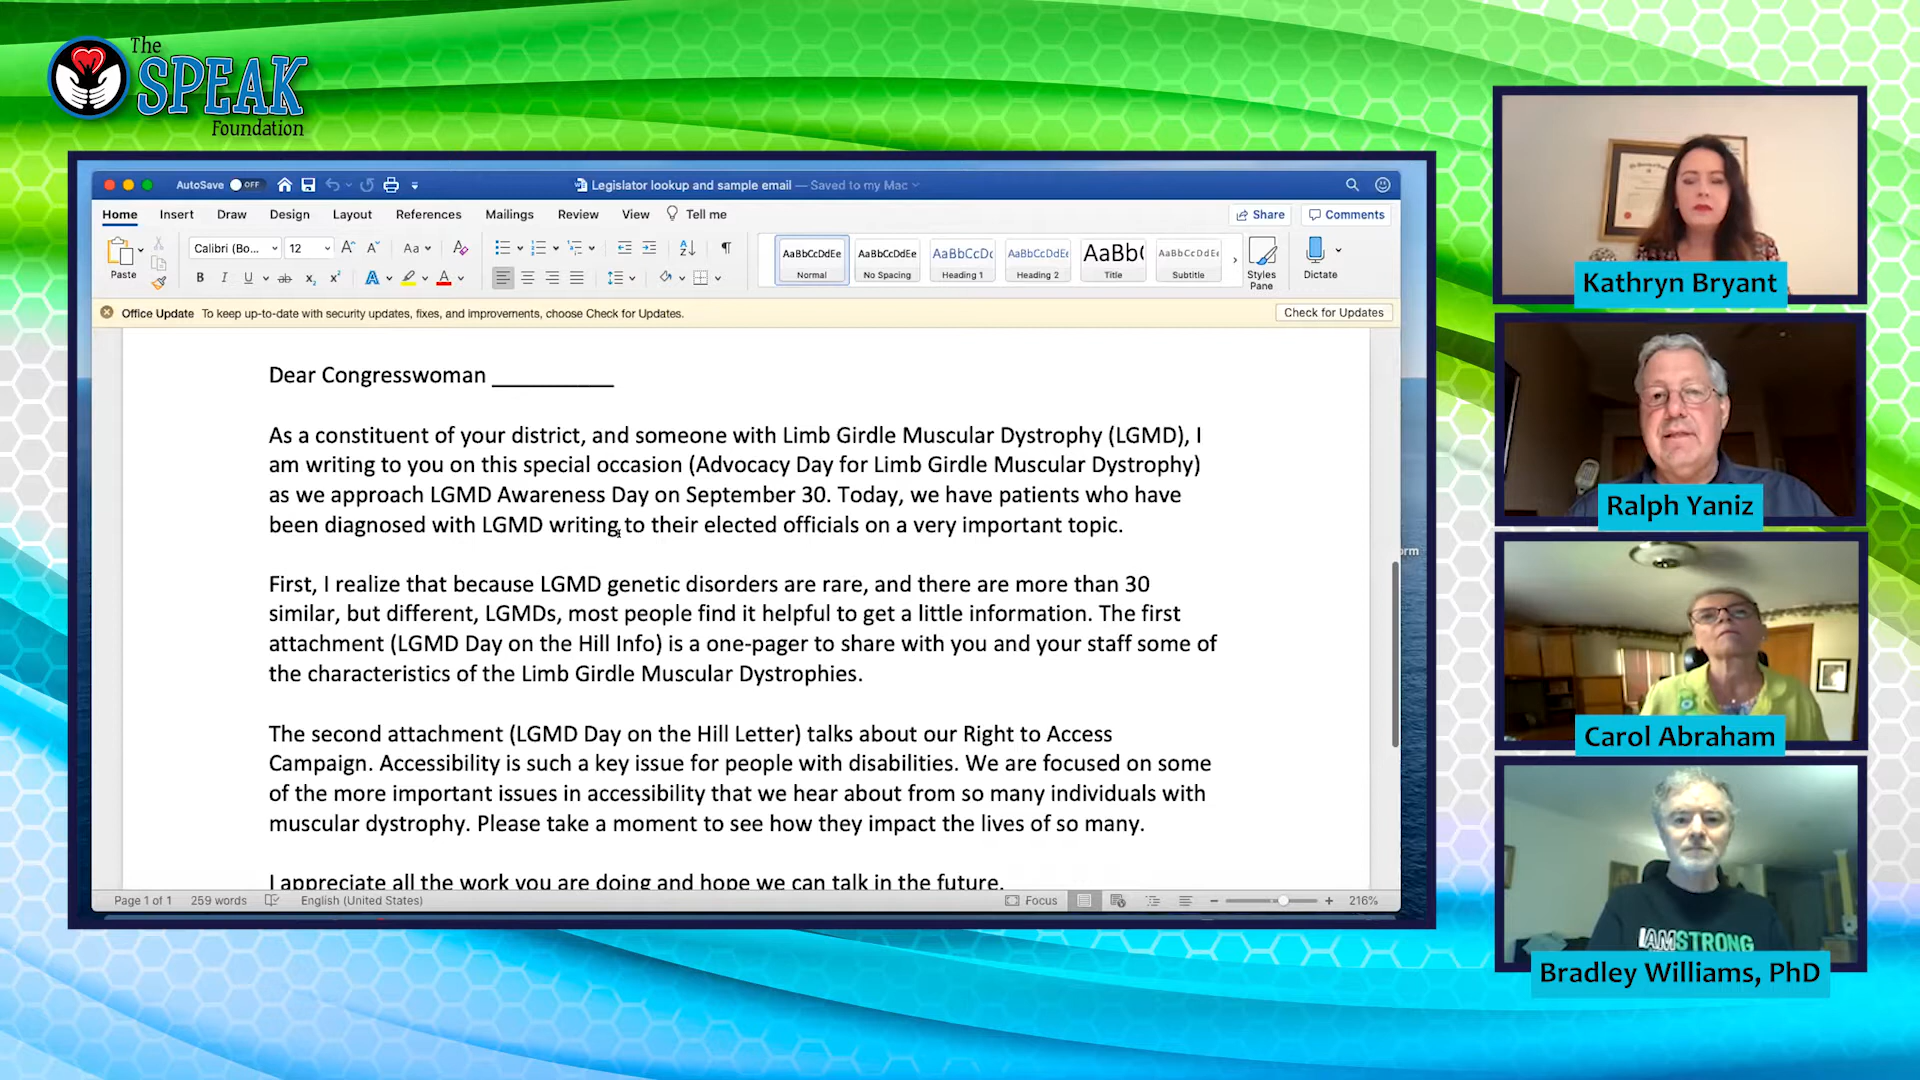 The
SPEAK
Foundation
AutoSave OFF
Legislator lookup and sample email — Saved to my Mac
Home Insert Draw Design Layout References Mailings Review View Tell me
Share Comments
Paste
Calibri (Bo... 12
Aa
AaBbCcDdEe AaBbCcDdEe AaBbCcDc AaBbCcDdEe AaBb( AaBbCcDdEe
Normal No Spacing Heading 1 Heading 2 Title Subtitle
Styles
Pane
Dictate
B I U ab x₂ x² A A
Office Update To keep up-to-date with security updates, fixes, and improvements, choose Check for Updates.
Check for Updates
Dear Congresswoman __________
As a constituent of your district, and someone with Limb Girdle Muscular Dystrophy (LGMD), I
am writing to you on this special occasion (Advocacy Day for Limb Girdle Muscular Dystrophy)
as we approach LGMD Awareness Day on September 30. Today, we have patients who have
been diagnosed with LGMD writing to their elected officials on a very important topic.
First, I realize that because LGMD genetic disorders are rare, and there are more than 30
similar, but different, LGMDs, most people find it helpful to get a little information. The first
attachment (LGMD Day on the Hill Info) is a one-pager to share with you and your staff some of
the characteristics of the Limb Girdle Muscular Dystrophies.
The second attachment (LGMD Day on the Hill Letter) talks about our Right to Access
Campaign. Accessibility is such a key issue for people with disabilities. We are focused on some
of the more important issues in accessibility that we hear about from so many individuals with
muscular dystrophy. Please take a moment to see how they impact the lives of so many.
I appreciate all the work you are doing and hope we can talk in the future.
Page 1 of 1 259 words English (United States)
Focus
216%
orm
Kathryn Bryant
Ralph Yaniz
Carol Abraham
I AM STRONG
Bradley Williams, PhD